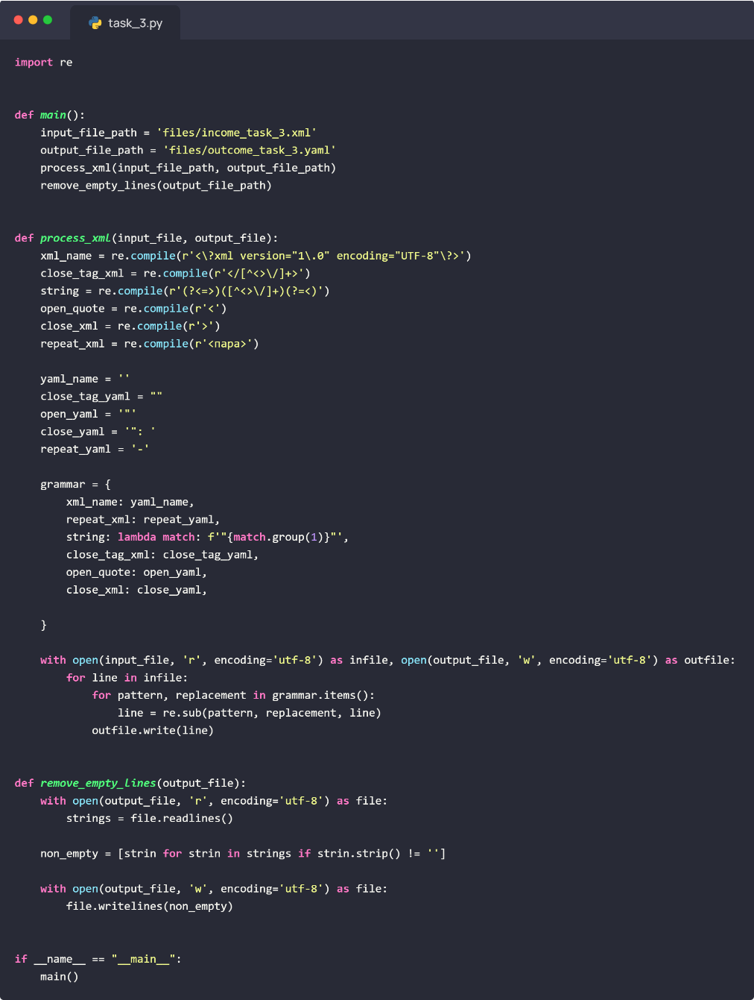 task_3.py
import re
def main():
    input_file_path = 'files/income_task_3.xml'
    output_file_path = 'files/outcome_task_3.yaml'
    process_xml(input_file_path, output_file_path)
    remove_empty_lines(output_file_path)
def process_xml(input_file, output_file):
    xml_name = re.compile(r'<\?xml version="1\.0" encoding="UTF-8"\?>')
    close_tag_xml = re.compile(r'</[^<>\/]+>')
    string = re.compile(r'(?<=>)([^<>\/]+)(?=<)')
    open_quote = re.compile(r'<')
    close_xml = re.compile(r'>')
    repeat_xml = re.compile(r'<пара>')
    yaml_name = ''
    close_tag_yaml = ""
    open_yaml = '"'
    close_yaml = '": '
    repeat_yaml = '-'
    grammar = {
        xml_name: yaml_name,
        repeat_xml: repeat_yaml,
        string: lambda match: f'"{match.group(1)}"',
        close_tag_xml: close_tag_yaml,
        open_quote: open_yaml,
        close_xml: close_yaml,
    }
    with open(input_file, 'r', encoding='utf-8') as infile, open(output_file, 'w', encoding='utf-8') as outfile:
        for line in infile:
            for pattern, replacement in grammar.items():
                line = re.sub(pattern, replacement, line)
            outfile.write(line)
def remove_empty_lines(output_file):
    with open(output_file, 'r', encoding='utf-8') as file:
        strings = file.readlines()
    non_empty = [strin for strin in strings if strin.strip() != '']
    with open(output_file, 'w', encoding='utf-8') as file:
        file.writelines(non_empty)
if __name__ == "__main__":
    main()